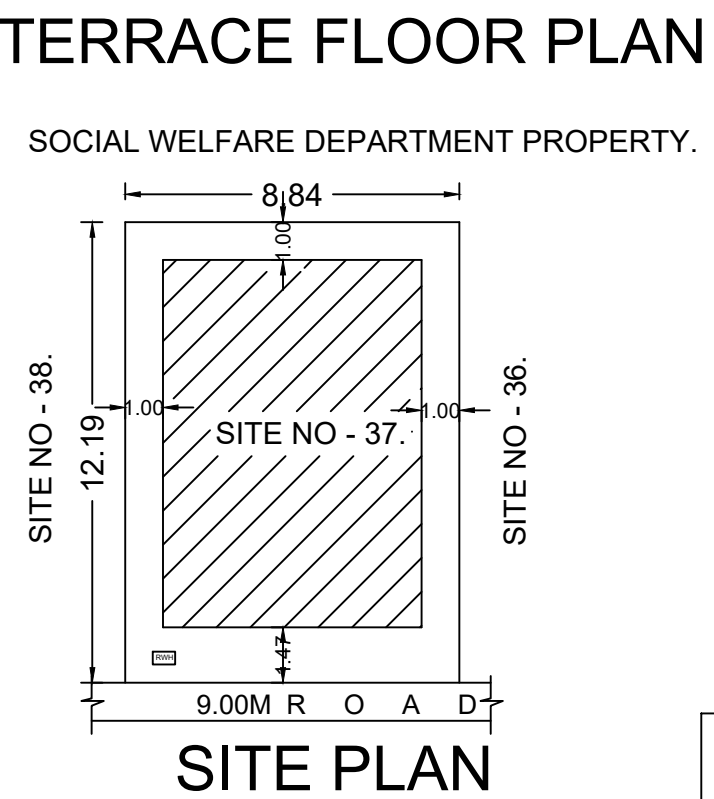 TERRACE FLOOR PLAN
SOCIAL WELFARE DEPARTMENT PROPERTY.
8.84
1.00
SITE NO - 38.
12.19
1.00
SITE NO - 37.
1.00
SITE NO - 36.
RWH
1.47
9.00M R O A D
SITE PLAN